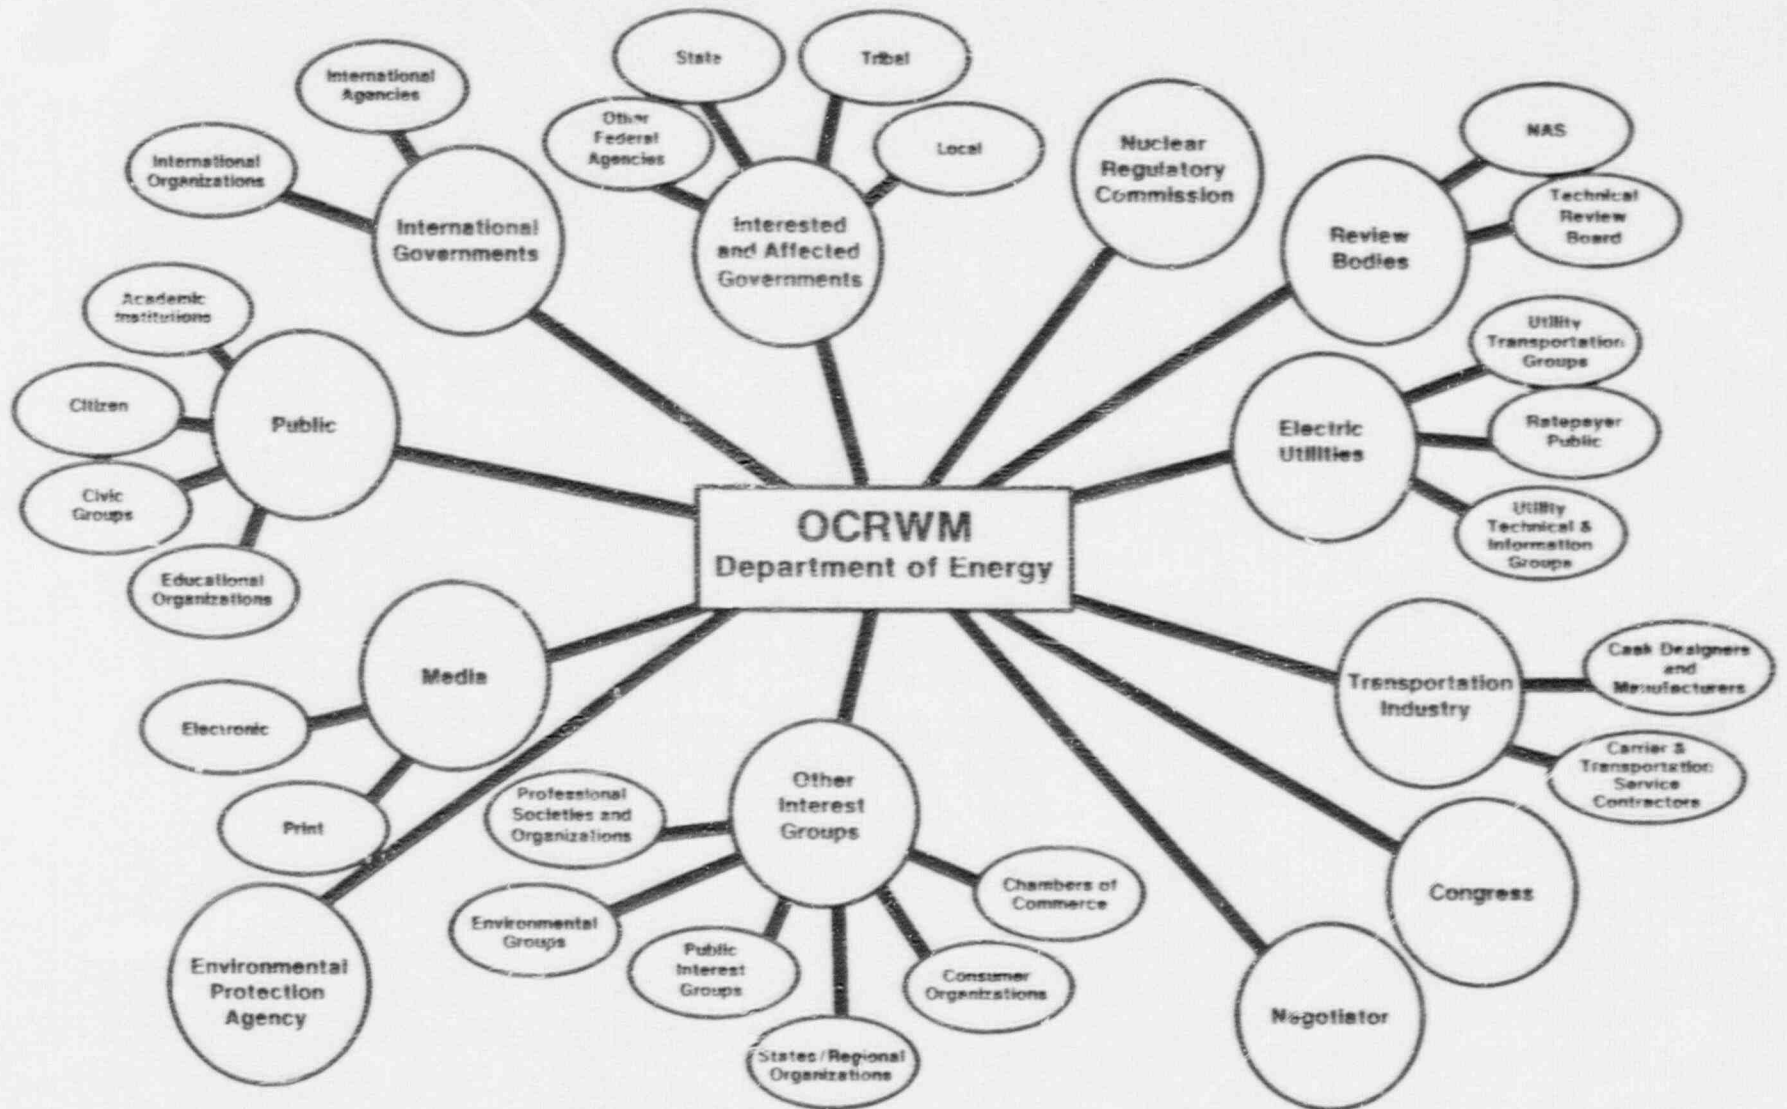 State
Tribal
International
Agencies
Other
Federal
Agencies
Local
International
Organizations
Nuclear
Regulatory
Commission
NAS
Technical
Review
Board
International
Governments
Interested
and Affected
Governments
Review
Bodies
Academic
Institutions
Utility
Transportation
Groups
Citizen
Public
Electric
Utilities
Ratepayer
Public
Civic
Groups
Utility
Technical &
Information
Groups
OCRWM
Department of Energy
Educational
Organizations
Media
Transportation
Industry
Cask Designers
and
Manufacturers
Electronic
Print
Carrier &
Transportation
Service
Contractors
Professional
Societies and
Organizations
Other
Interest
Groups
Chambers of
Commerce
Congress
Environmental
Groups
Public
Interest
Groups
Consumer
Organizations
Environmental
Protection
Agency
Negotiator
States/Regional
Organizations